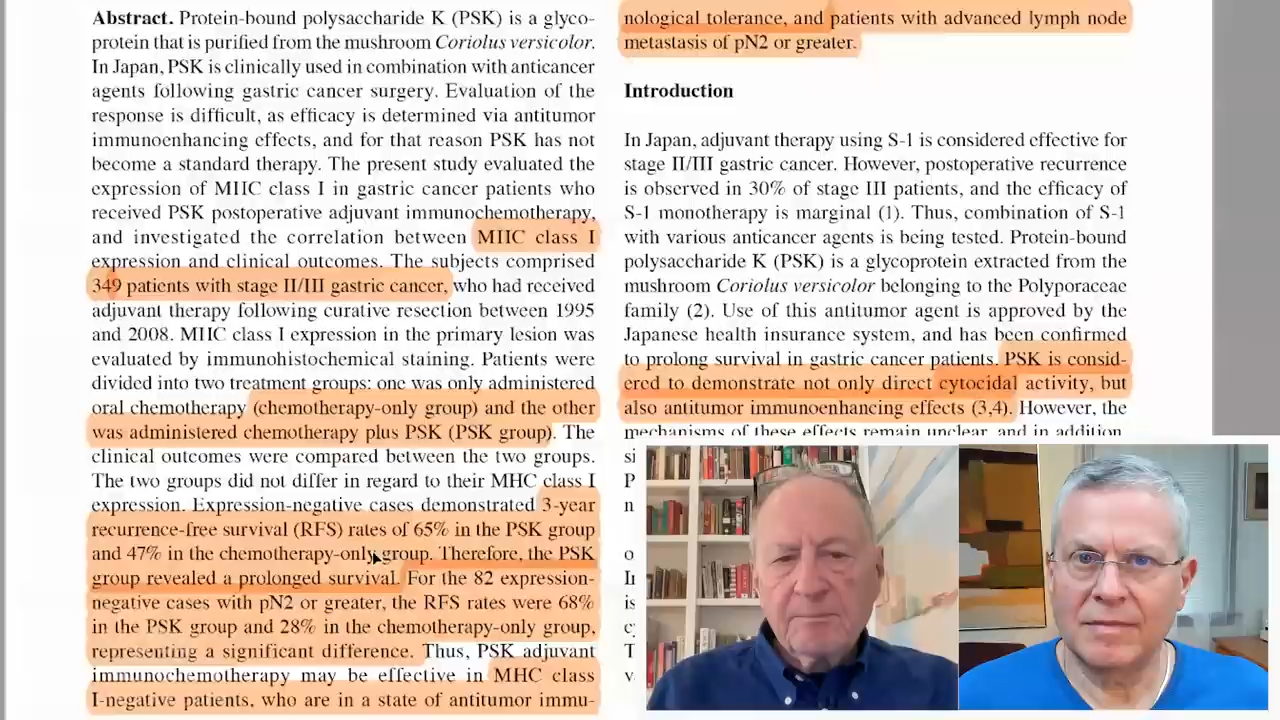 Abstract. Protein-bound polysaccharide K (PSK) is a glyco-
protein that is purified from the mushroom Coriolus versicolor.
In Japan, PSK is clinically used in combination with anticancer
agents following gastric cancer surgery. Evaluation of the
response is difficult, as efficacy is determined via antitumor
immunoenhancing effects, and for that reason PSK has not
become a standard therapy. The present study evaluated the
expression of MHC class I in gastric cancer patients who
received PSK postoperative adjuvant immunochemotherapy,
and investigated the correlation between MHC class I
expression and clinical outcomes. The subjects comprised
349 patients with stage II/III gastric cancer, who had received
adjuvant therapy following curative resection between 1995
and 2008. MHC class I expression in the primary lesion was
evaluated by immunohistochemical staining. Patients were
divided into two treatment groups: one was only administered
oral chemotherapy (chemotherapy-only group) and the other
was administered chemotherapy plus PSK (PSK group). The
clinical outcomes were compared between the two groups.
The two groups did not differ in regard to their MHC class I
expression. Expression-negative cases demonstrated 3-year
recurrence-free survival (RFS) rates of 65% in the PSK group
and 47% in the chemotherapy-only group. Therefore, the PSK
group revealed a prolonged survival. For the 82 expression-
negative cases with pN2 or greater, the RFS rates were 68%
in the PSK group and 28% in the chemotherapy-only group,
representing a significant difference. Thus, PSK adjuvant
immunochemotherapy may be effective in MHC class
I-negative patients, who are in a state of antitumor immu-
nological tolerance, and patients with advanced lymph node
metastasis of pN2 or greater.
Introduction
In Japan, adjuvant therapy using S-1 is considered effective for
stage II/III gastric cancer. However, postoperative recurrence
is observed in 30% of stage III patients, and the efficacy of
S-1 monotherapy is marginal (1). Thus, combination of S-1
with various anticancer agents is being tested. Protein-bound
polysaccharide K (PSK) is a glycoprotein extracted from the
mushroom Coriolus versicolor belonging to the Polyporaceae
family (2). Use of this antitumor agent is approved by the
Japanese health insurance system, and has been confirmed
to prolong survival in gastric cancer patients. PSK is consid-
ered to demonstrate not only direct cytocidal activity, but
also antitumor immunoenhancing effects (3,4). However, the
mechanisms of these effects remain unclear, and in addition,